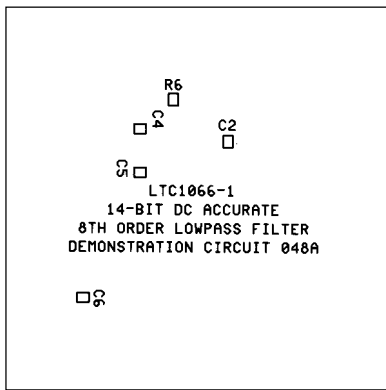 R6
C4
C2
C5
LTC1066-1
14-BIT DC ACCURATE
8TH ORDER LOWPASS FILTER
DEMONSTRATION CIRCUIT 048A
C6